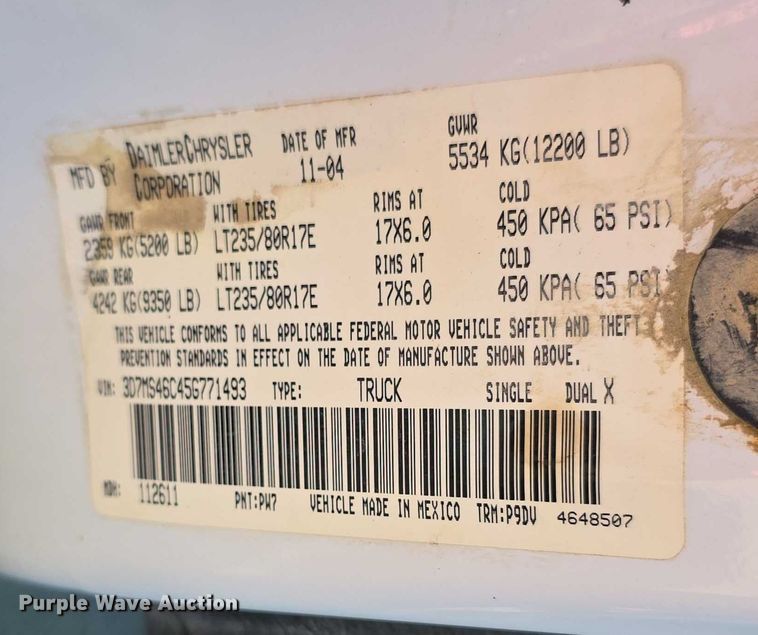 MFD BY DAIMLERCHRYSLER CORPORATION DATE OF MFR 11-04 GVWR 5534 KG(12200 LB)
GAWR FRONT WITH TIRES RIMS AT COLD
2359 KG(5200 LB) LT235/80R17E 17X6.0 450 KPA( 65 PSI)
GAWR REAR WITH TIRES RIMS AT COLD
4242 KG(9350 LB) LT235/80R17E 17X6.0 450 KPA( 65 PSI
THIS VEHICLE CONFORMS TO ALL APPLICABLE FEDERAL MOTOR VEHICLE SAFETY AND THEFT
PREVENTION STANDARDS IN EFFECT ON THE DATE OF MANUFACTURE SHOWN ABOVE.
VIN: 3D7MS46C45G771493 TYPE: TRUCK SINGLE DUAL X
MDH: 112611 PNT:PW7 VEHICLE MADE IN MEXICO TRM:P9DV 4648507
Purple Wave Auction